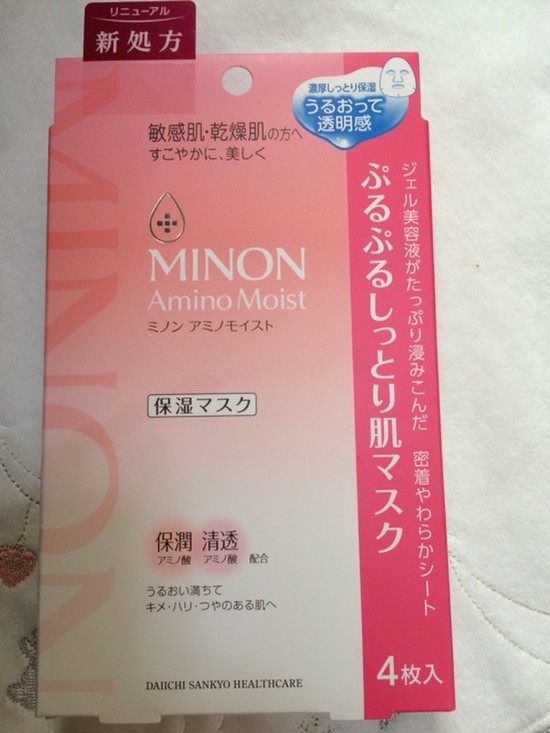 リニューアル
新処方
濃厚しっとり保湿
うるおって
透明感
敏感肌・乾燥肌の方へ
すこやかに、美しく
MINON
Amino Moist
ミノン アミノモイスト
保湿マスク
ジェル美容液がたっぷり浸みこんだ 密着やわらかシート
ぷるぷるしっとり肌マスク
保潤 清透
アミノ酸 アミノ酸 配合
うるおい満ちて
キメ・ハリ・つやのある肌へ
DAIICHI SANKYO HEALTHCARE
4枚入
MINON